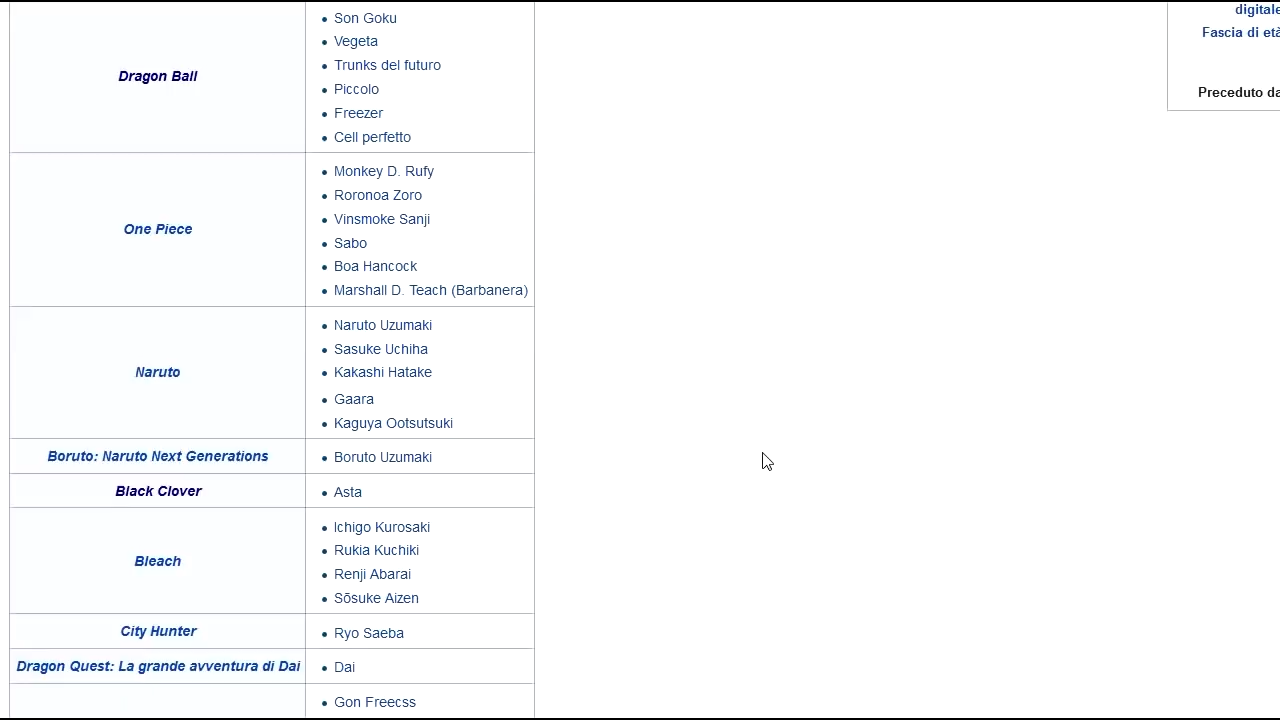 digitale
Fascia di età
Preceduto da
Dragon Ball
Son Goku
Vegeta
Trunks del futuro
Piccolo
Freezer
Cell perfetto
One Piece
Monkey D. Rufy
Roronoa Zoro
Vinsmoke Sanji
Sabo
Boa Hancock
Marshall D. Teach (Barbanera)
Naruto
Naruto Uzumaki
Sasuke Uchiha
Kakashi Hatake
Gaara
Kaguya Ootsutsuki
Boruto: Naruto Next Generations
Boruto Uzumaki
Black Clover
Asta
Bleach
Ichigo Kurosaki
Rukia Kuchiki
Renji Abarai
Sōsuke Aizen
City Hunter
Ryo Saeba
Dragon Quest: La grande avventura di Dai
Dai
Gon Freecss